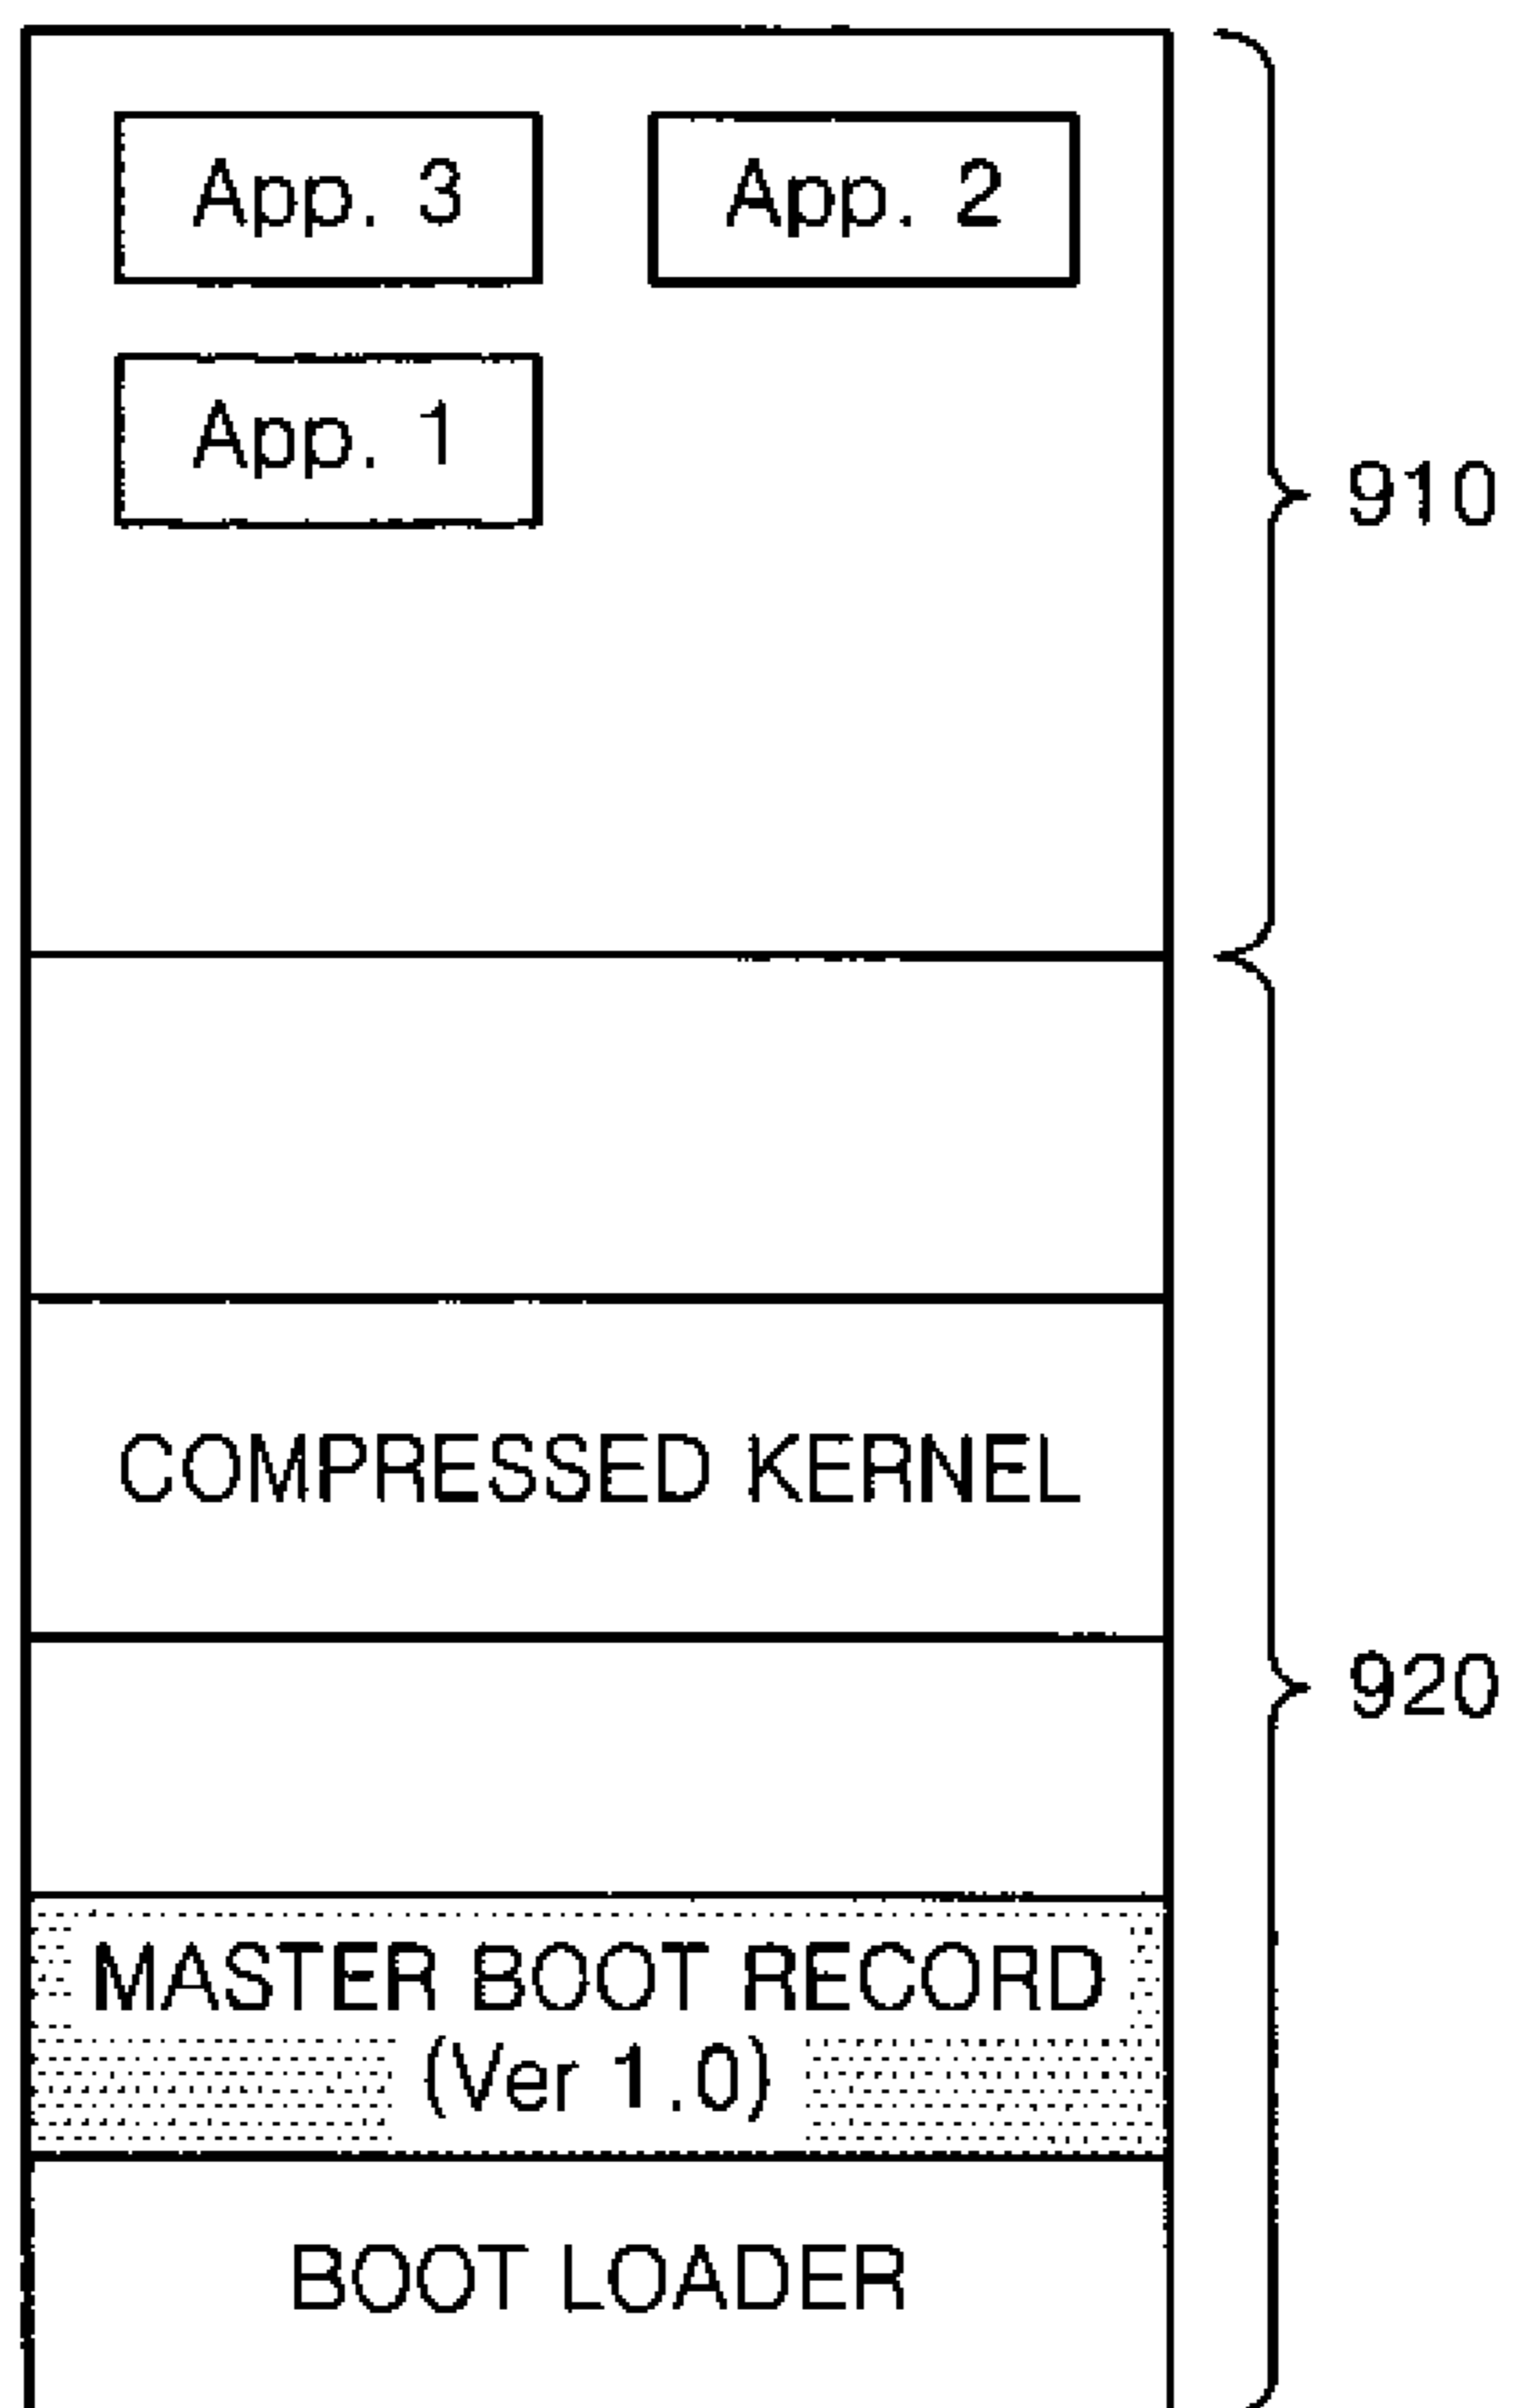 App. 3
App. 2
App. 1
910
COMPRESSED KERNEL
920
MASTER BOOT RECORD
(Ver 1.0)
BOOT LOADER